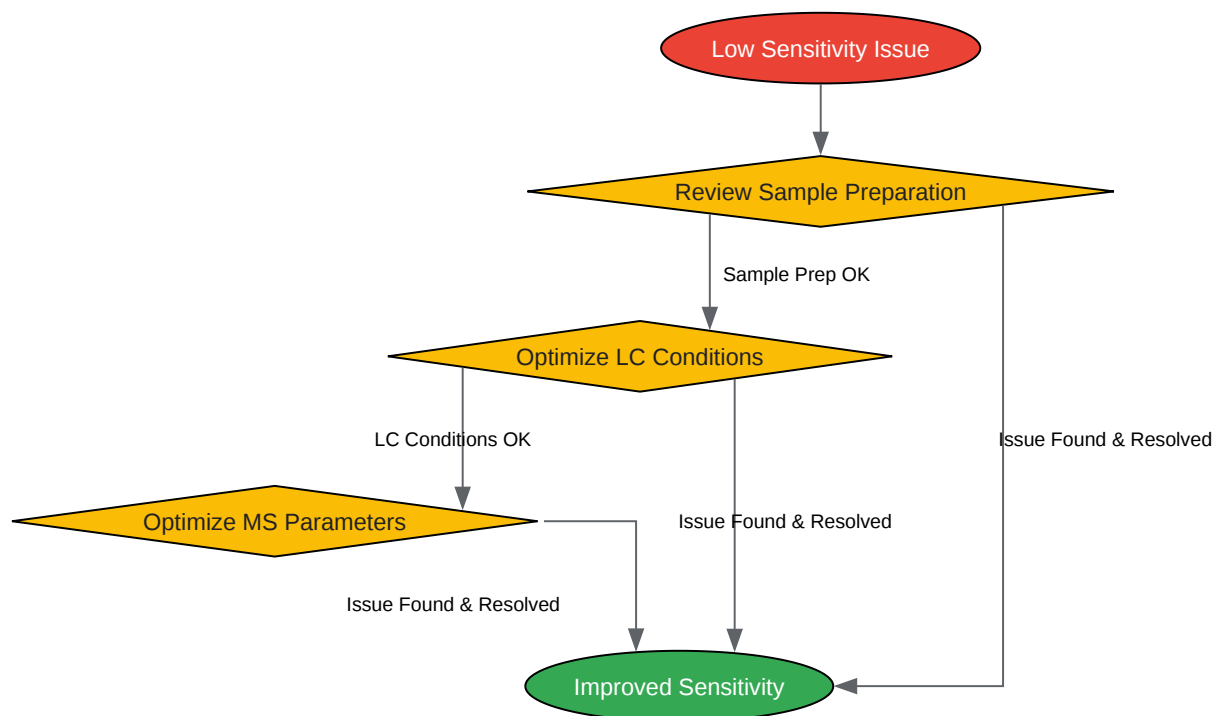 Low Sensitivity Issue
Review Sample Preparation
Sample Prep OK
Optimize LC Conditions
LC Conditions OK
Issue Found & Resolved
Optimize MS Parameters
Issue Found & Resolved
Issue Found & Resolved
Improved Sensitivity